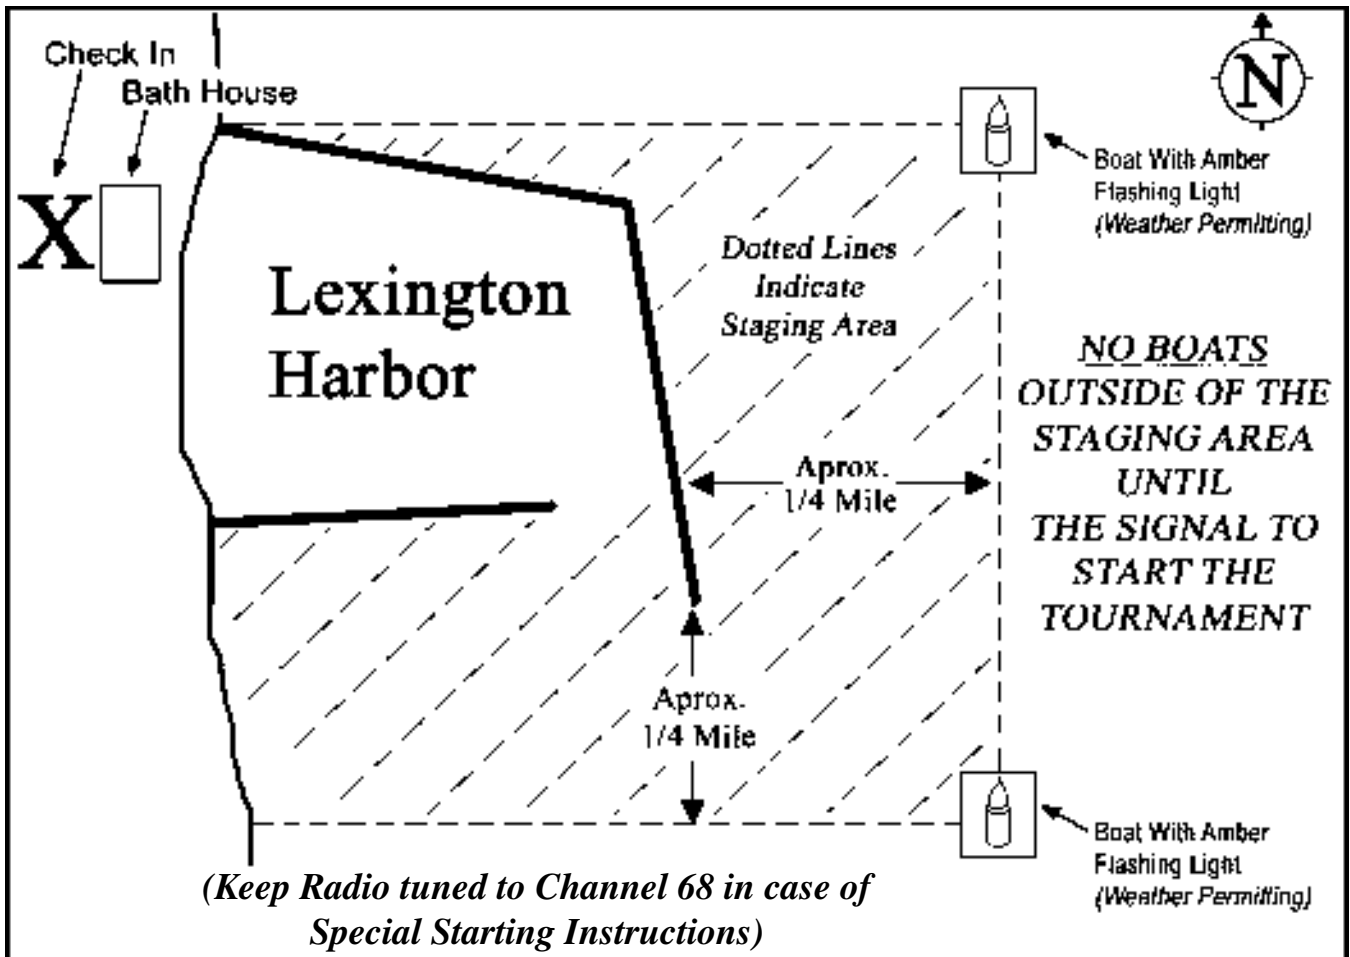 Check In
Bath House
X
N
Boat With Amber
Flashing Light
(Weather Permitting)
Lexington
Harbor
Dotted Lines
Indicate
Staging Area
NO BOATS
OUTSIDE OF THE
STAGING AREA
UNTIL
THE SIGNAL TO
START THE
TOURNAMENT
Aprox.
1/4 Mile
Aprox.
1/4 Mile
Boat With Amber
Flashing Light
(Weather Permitting)
(Keep Radio tuned to Channel 68 in case of
Special Starting Instructions)